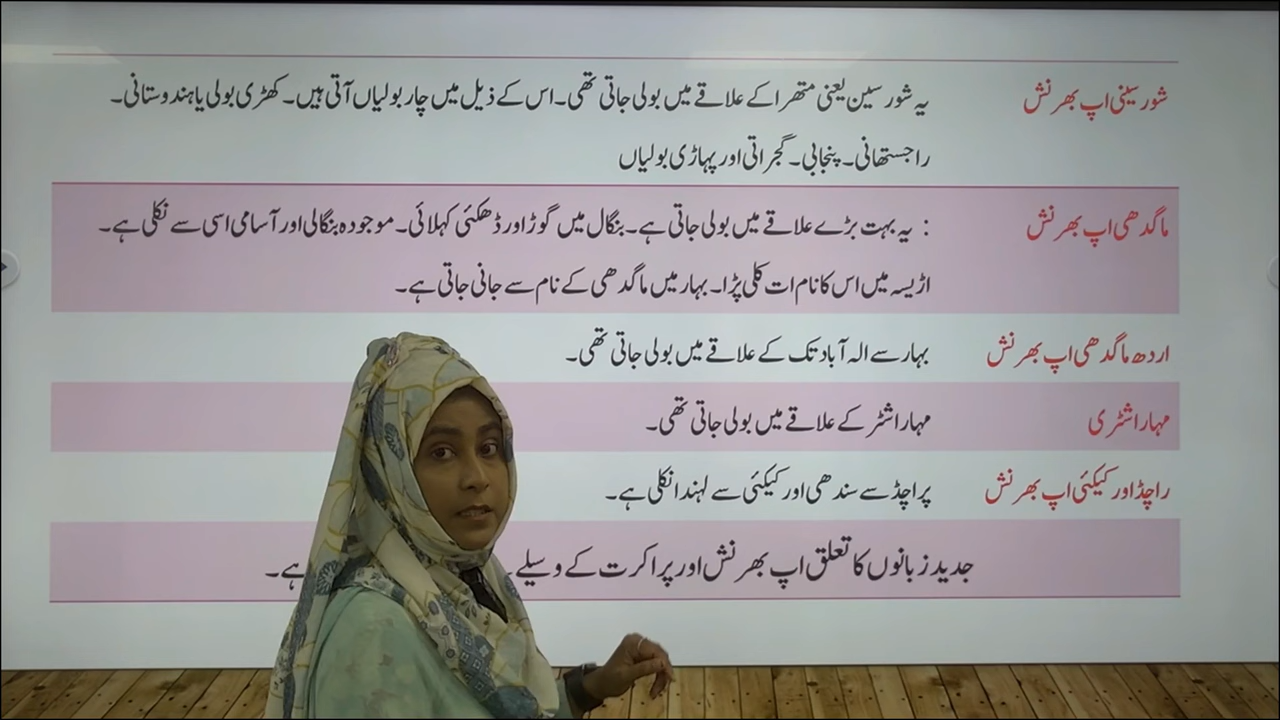 شورسینی اپ بھرنش یہ شورسین یعنی متھرا کے علاقے میں بولی جاتی تھی۔ اس کے ذیل میں چار بولیاں آتی ہیں۔ کھڑی بولی یا ہندوستانی۔
راجستھانی۔ پنجابی۔ گجراتی اور پہاڑی بولیاں
ماگدھی اپ بھرنش : یہ بہت بڑے علاقے میں بولی جاتی ہے۔ بنگال میں گوڑ اور ڈھکئی کہلائی۔ موجودہ بنگالی اور آسامی اسی سے نکلی ہے۔
اڑیسہ میں اس کا نام ات کلی پڑا۔ بہار میں ماگدھی کے نام سے جانی جاتی ہے۔
اردھ ماگدھی اپ بھرنش بہار سے الہ آباد تک کے علاقے میں بولی جاتی تھی۔
مہاراشٹری مہاراشٹر کے علاقے میں بولی جاتی تھی۔
راچڈ اور کیکئی اپ بھرنش پراچڈ سے سندھی اور کیکئی سے لہندا نکلی ہے۔
جدید زبانوں کا تعلق اپ بھرنش اور پراکرت کے وسیلے ہے۔